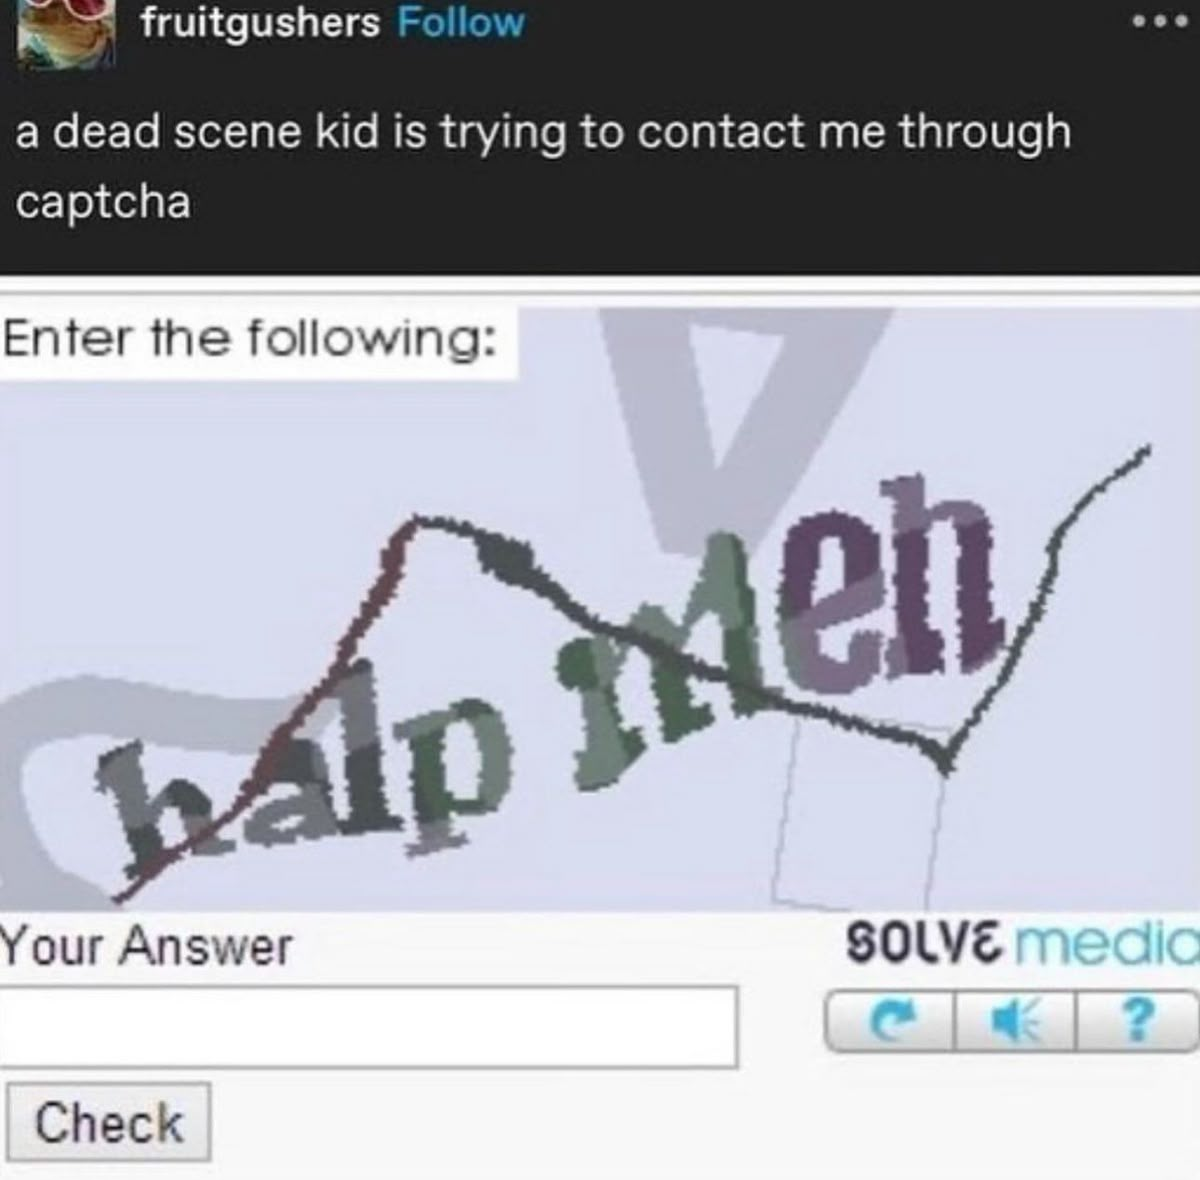 fruitgushers Follow
a dead scene kid is trying to contact me through
captcha
Enter the following:
halp iMeh
Your Answer
SOLVE media
?
Check